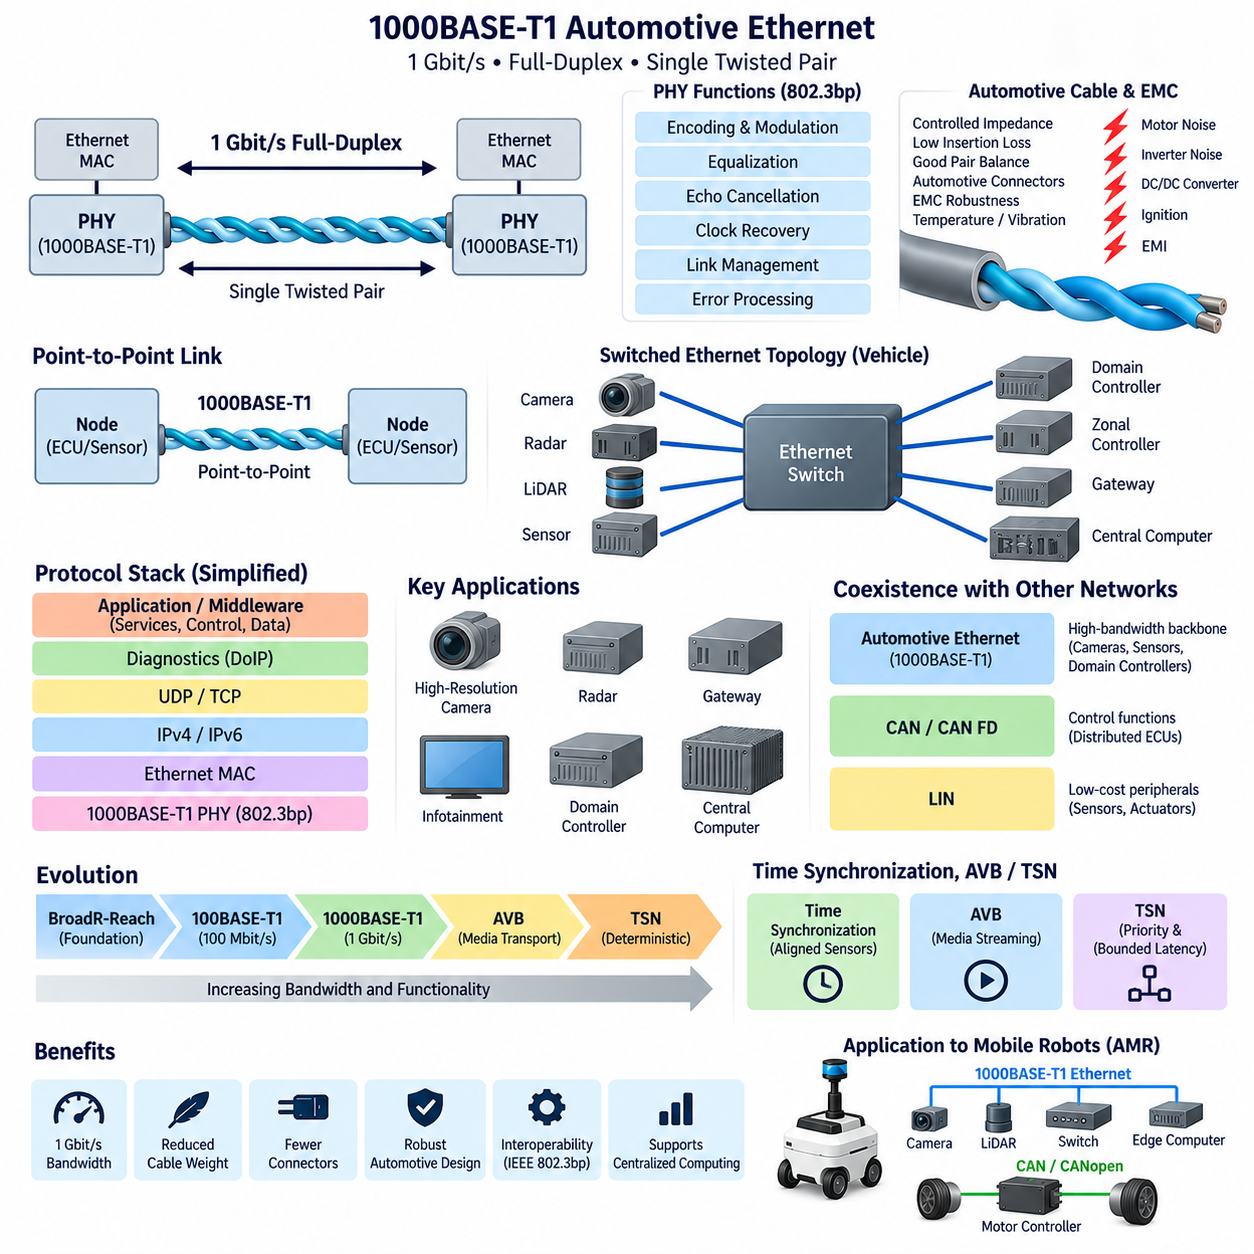 1000BASE-T1 Automotive Ethernet
1 Gbit/s • Full-Duplex • Single Twisted Pair
Ethernet
MAC
1 Gbit/s Full-Duplex
Ethernet
MAC
PHY
(1000BASE-T1)
PHY
(1000BASE-T1)
Single Twisted Pair
PHY Functions (802.3bp)
Encoding & Modulation
Equalization
Echo Cancellation
Clock Recovery
Link Management
Error Processing
Automotive Cable & EMC
Controlled Impedance
Low Insertion Loss
Good Pair Balance
Automotive Connectors
EMC Robustness
Temperature / Vibration
Motor Noise
Inverter Noise
DC/DC Converter
Ignition
EMI
Point-to-Point Link
Node
(ECU/Sensor)
1000BASE-T1
Point-to-Point
Node
(ECU/Sensor)
Switched Ethernet Topology (Vehicle)
Camera
Radar
LiDAR
Sensor
Ethernet
Switch
Domain
Controller
Zonal
Controller
Gateway
Central Computer
Protocol Stack (Simplified)
Application / Middleware
(Services, Control, Data)
Diagnostics (DoIP)
UDP / TCP
IPv4 / IPv6
Ethernet MAC
1000BASE-T1 PHY (802.3bp)
Key Applications
High-Resolution
Camera
Radar
Gateway
Infotainment
Domain
Controller
Central
Computer
Coexistence with Other Networks
Automotive Ethernet
(1000BASE-T1)
High-bandwidth backbone
(Cameras, Sensors,
Domain Controllers)
CAN / CAN FD
Control functions
(Distributed ECUs)
LIN
Low-cost peripherals
(Sensors, Actuators)
Evolution
BroadR-Reach
(Foundation)
100BASE-T1
(100 Mbit/s)
1000BASE-T1
(1 Gbit/s)
AVB
(Media Transport)
TSN
(Deterministic)
Increasing Bandwidth and Functionality
Time Synchronization, AVB / TSN
Time
Synchronization
(Aligned Sensors)
AVB
(Media Streaming)
TSN
(Priority &
(Bounded Latency)
Benefits
1 Gbit/s
Bandwidth
Reduced
Cable Weight
Fewer
Connectors
Robust
Automotive Design
Interoperability
(IEEE 802.3bp)
Supports
Centralized Computing
Application to Mobile Robots (AMR)
1000BASE-T1 Ethernet
Camera
LiDAR
Switch
Edge Computer
CAN / CANopen
Motor Controller